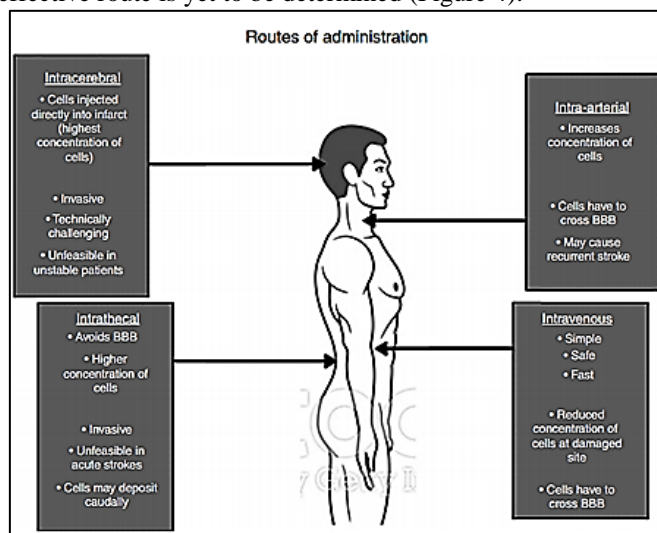 effective route is yet to be determined (Figure 4).
Routes of administration
Intracerebral
• Cells injected
directly into infarct
(highest
concentration of
cells)
• Invasive
• Technically
challenging
• Unfeasible in
unstable patients
Intra-arterial
• Increases
concentration of
cells
• Cells have to
cross BBB
• May cause
recurrent stroke
Intrathecal
• Avoids BBB
• Higher
concentration of
cells
• Invasive
• Unfeasible in
acute strokes
• Cells may deposit
caudally
Intravenous
• Simple
• Safe
• Fast
• Reduced
concentration of
cells at damaged
site
• Cells have to
cross BBB